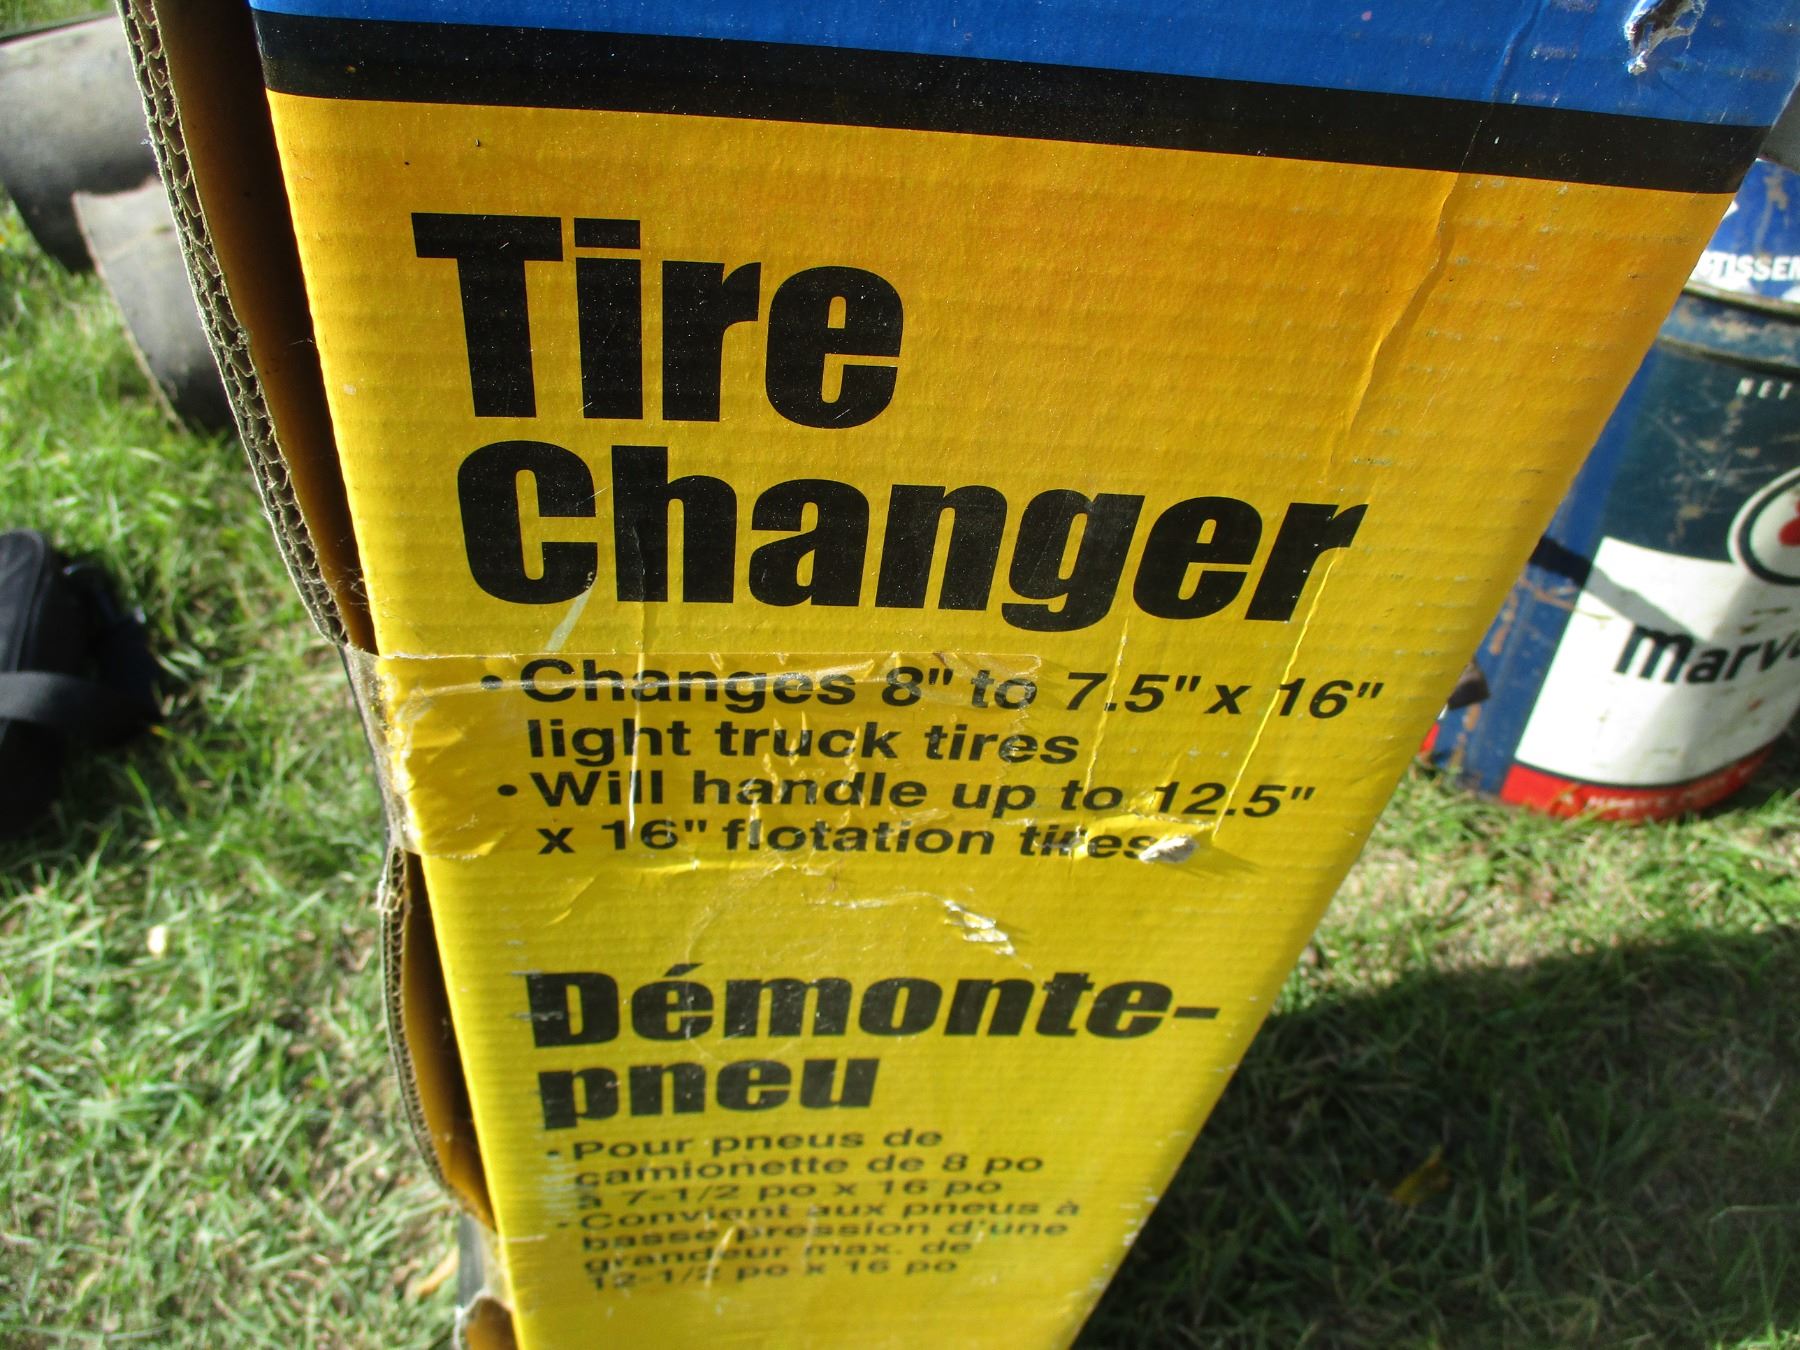 Tire
Changer
•Changes 8" to 7.5" x 16"
light truck tires
•Will handle up to 12.5"
x 16" flotation tires
Démonte-
pneu
•Pour pneus de
camionette de 8 po
à 7-1/2 po x 16 po
•Convient aux pneus à
basse pression d'une
grandeur max. de
12-1/2 po x 16 po
NET